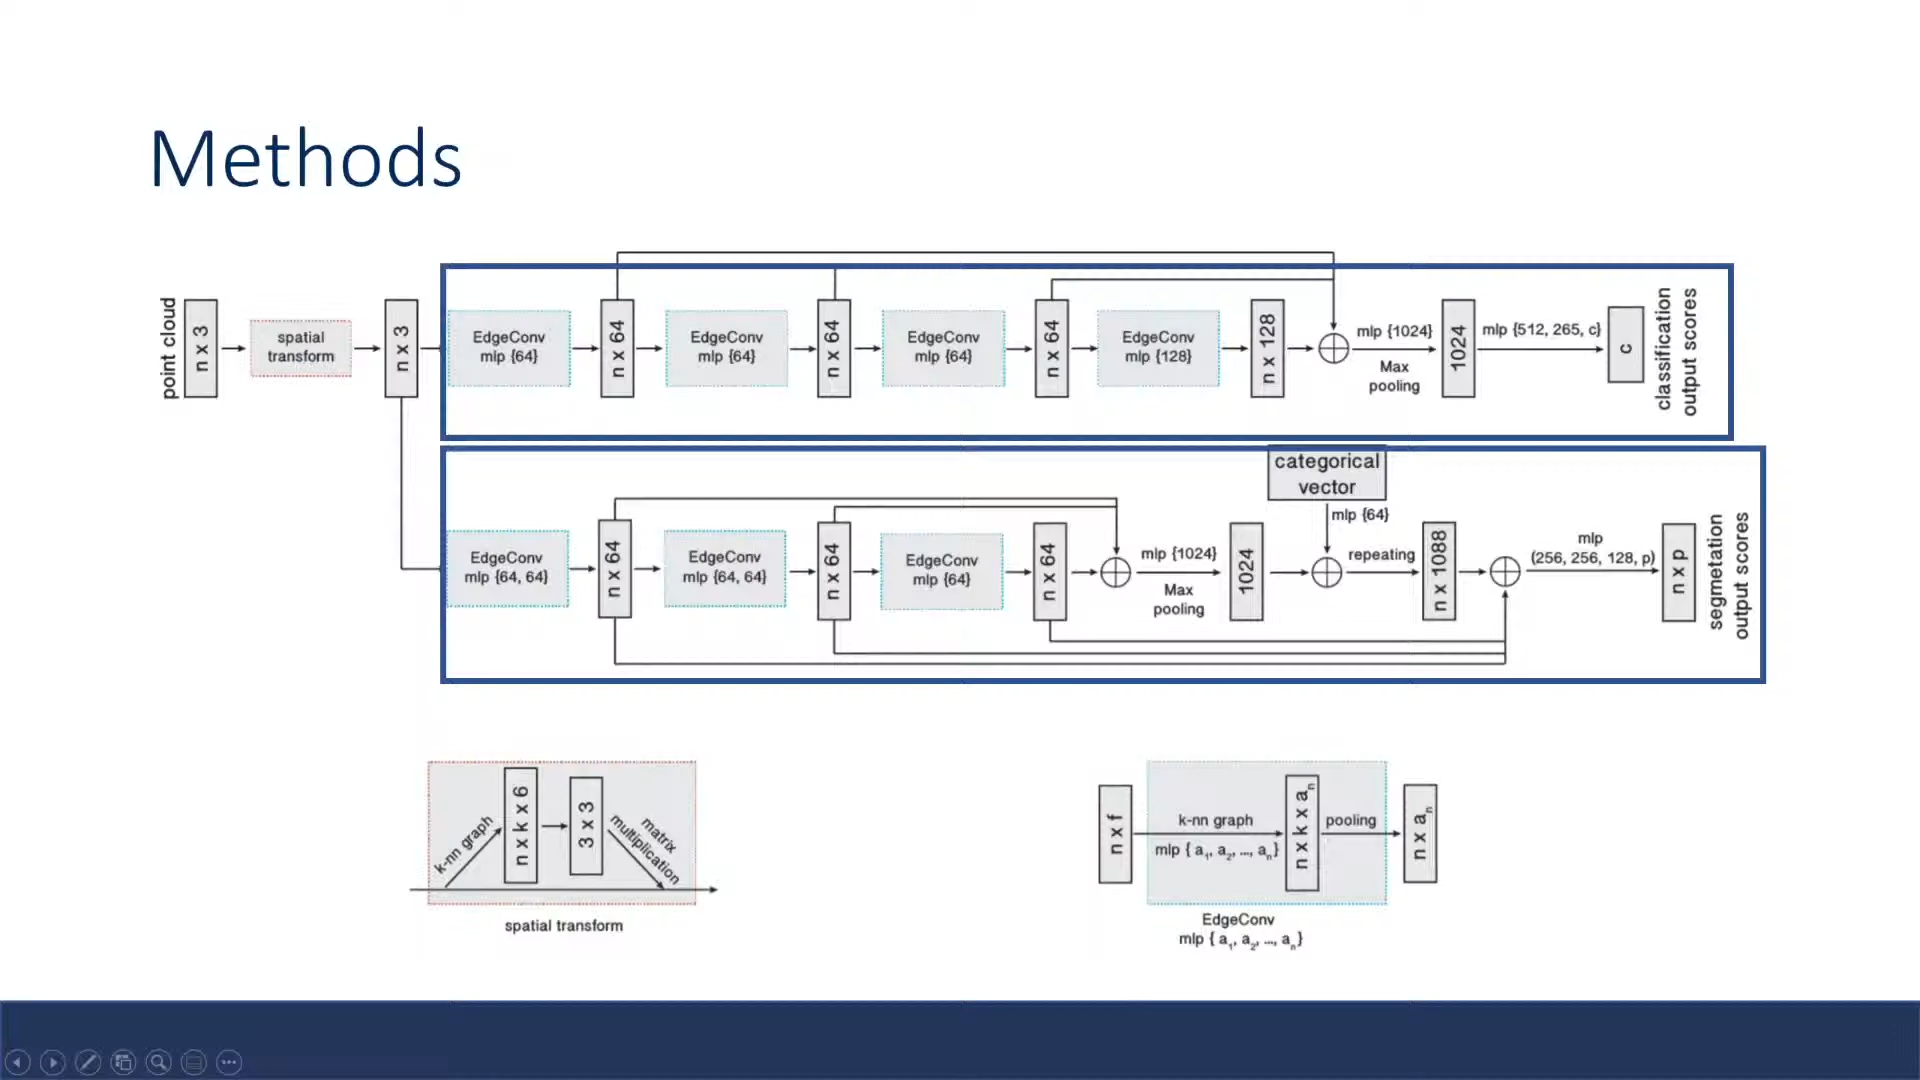 Methods
point cloud
n x 3
spatial
transform
n x 3
EdgeConv
mlp {64}
n x 64
EdgeConv
mlp {64}
n x 64
EdgeConv
mlp {64}
n x 64
EdgeConv
mlp {128}
n x 128
mlp {1024}
Max
pooling
1024
mlp {512, 265, c}
c
classification
output scores
EdgeConv
mlp {64, 64}
n x 64
EdgeConv
mlp {64, 64}
n x 64
EdgeConv
mlp {64}
n x 64
mlp {1024}
Max
pooling
1024
categorical
vector
mlp {64}
repeating
n x 1088
mlp
(256, 256, 128, p)
n x p
segmetation
output scores
k-nn graph
n x k x 6
3 x 3
matrix
multiplication
spatial transform
n x f
k-nn graph
mlp { a1, a2, ..., an}
n x k x an
pooling
n x an
EdgeConv
mlp { a1, a2, ..., an}